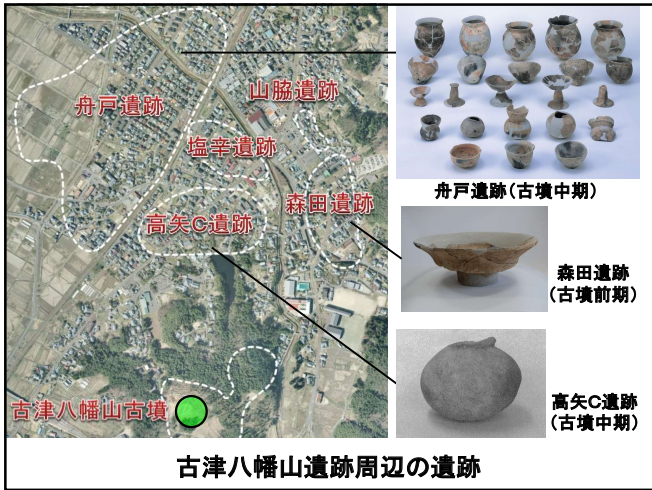 舟戸遺跡
山脇遺跡
塩辛遺跡
森田遺跡
高矢C遺跡
古津八幡山古墳
舟戸遺跡(古墳中期)
森田遺跡
(古墳前期)
高矢C遺跡
(古墳中期)
古津八幡山遺跡周辺の遺跡